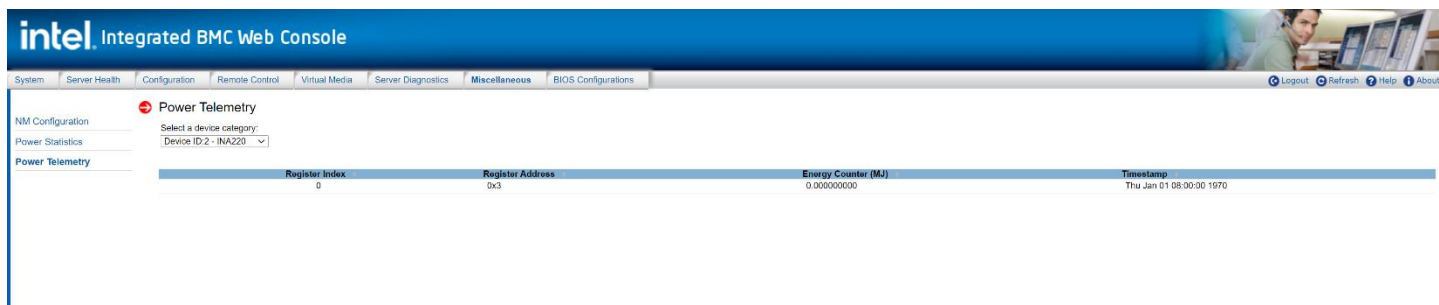 intel. Integrated BMC Web Console
System Server Health Configuration Remote Control Virtual Media Server Diagnostics Miscellaneous BIOS Configurations Logout Refresh Help About
NM Configuration
Power Statistics
Power Telemetry
Power Telemetry
Select a device category:
Device ID:2 - INA220
Register Index Register Address Energy Counter (MJ) Timestamp
0 0x3 0.000000000 Thu Jan 01 08:00:00 1970